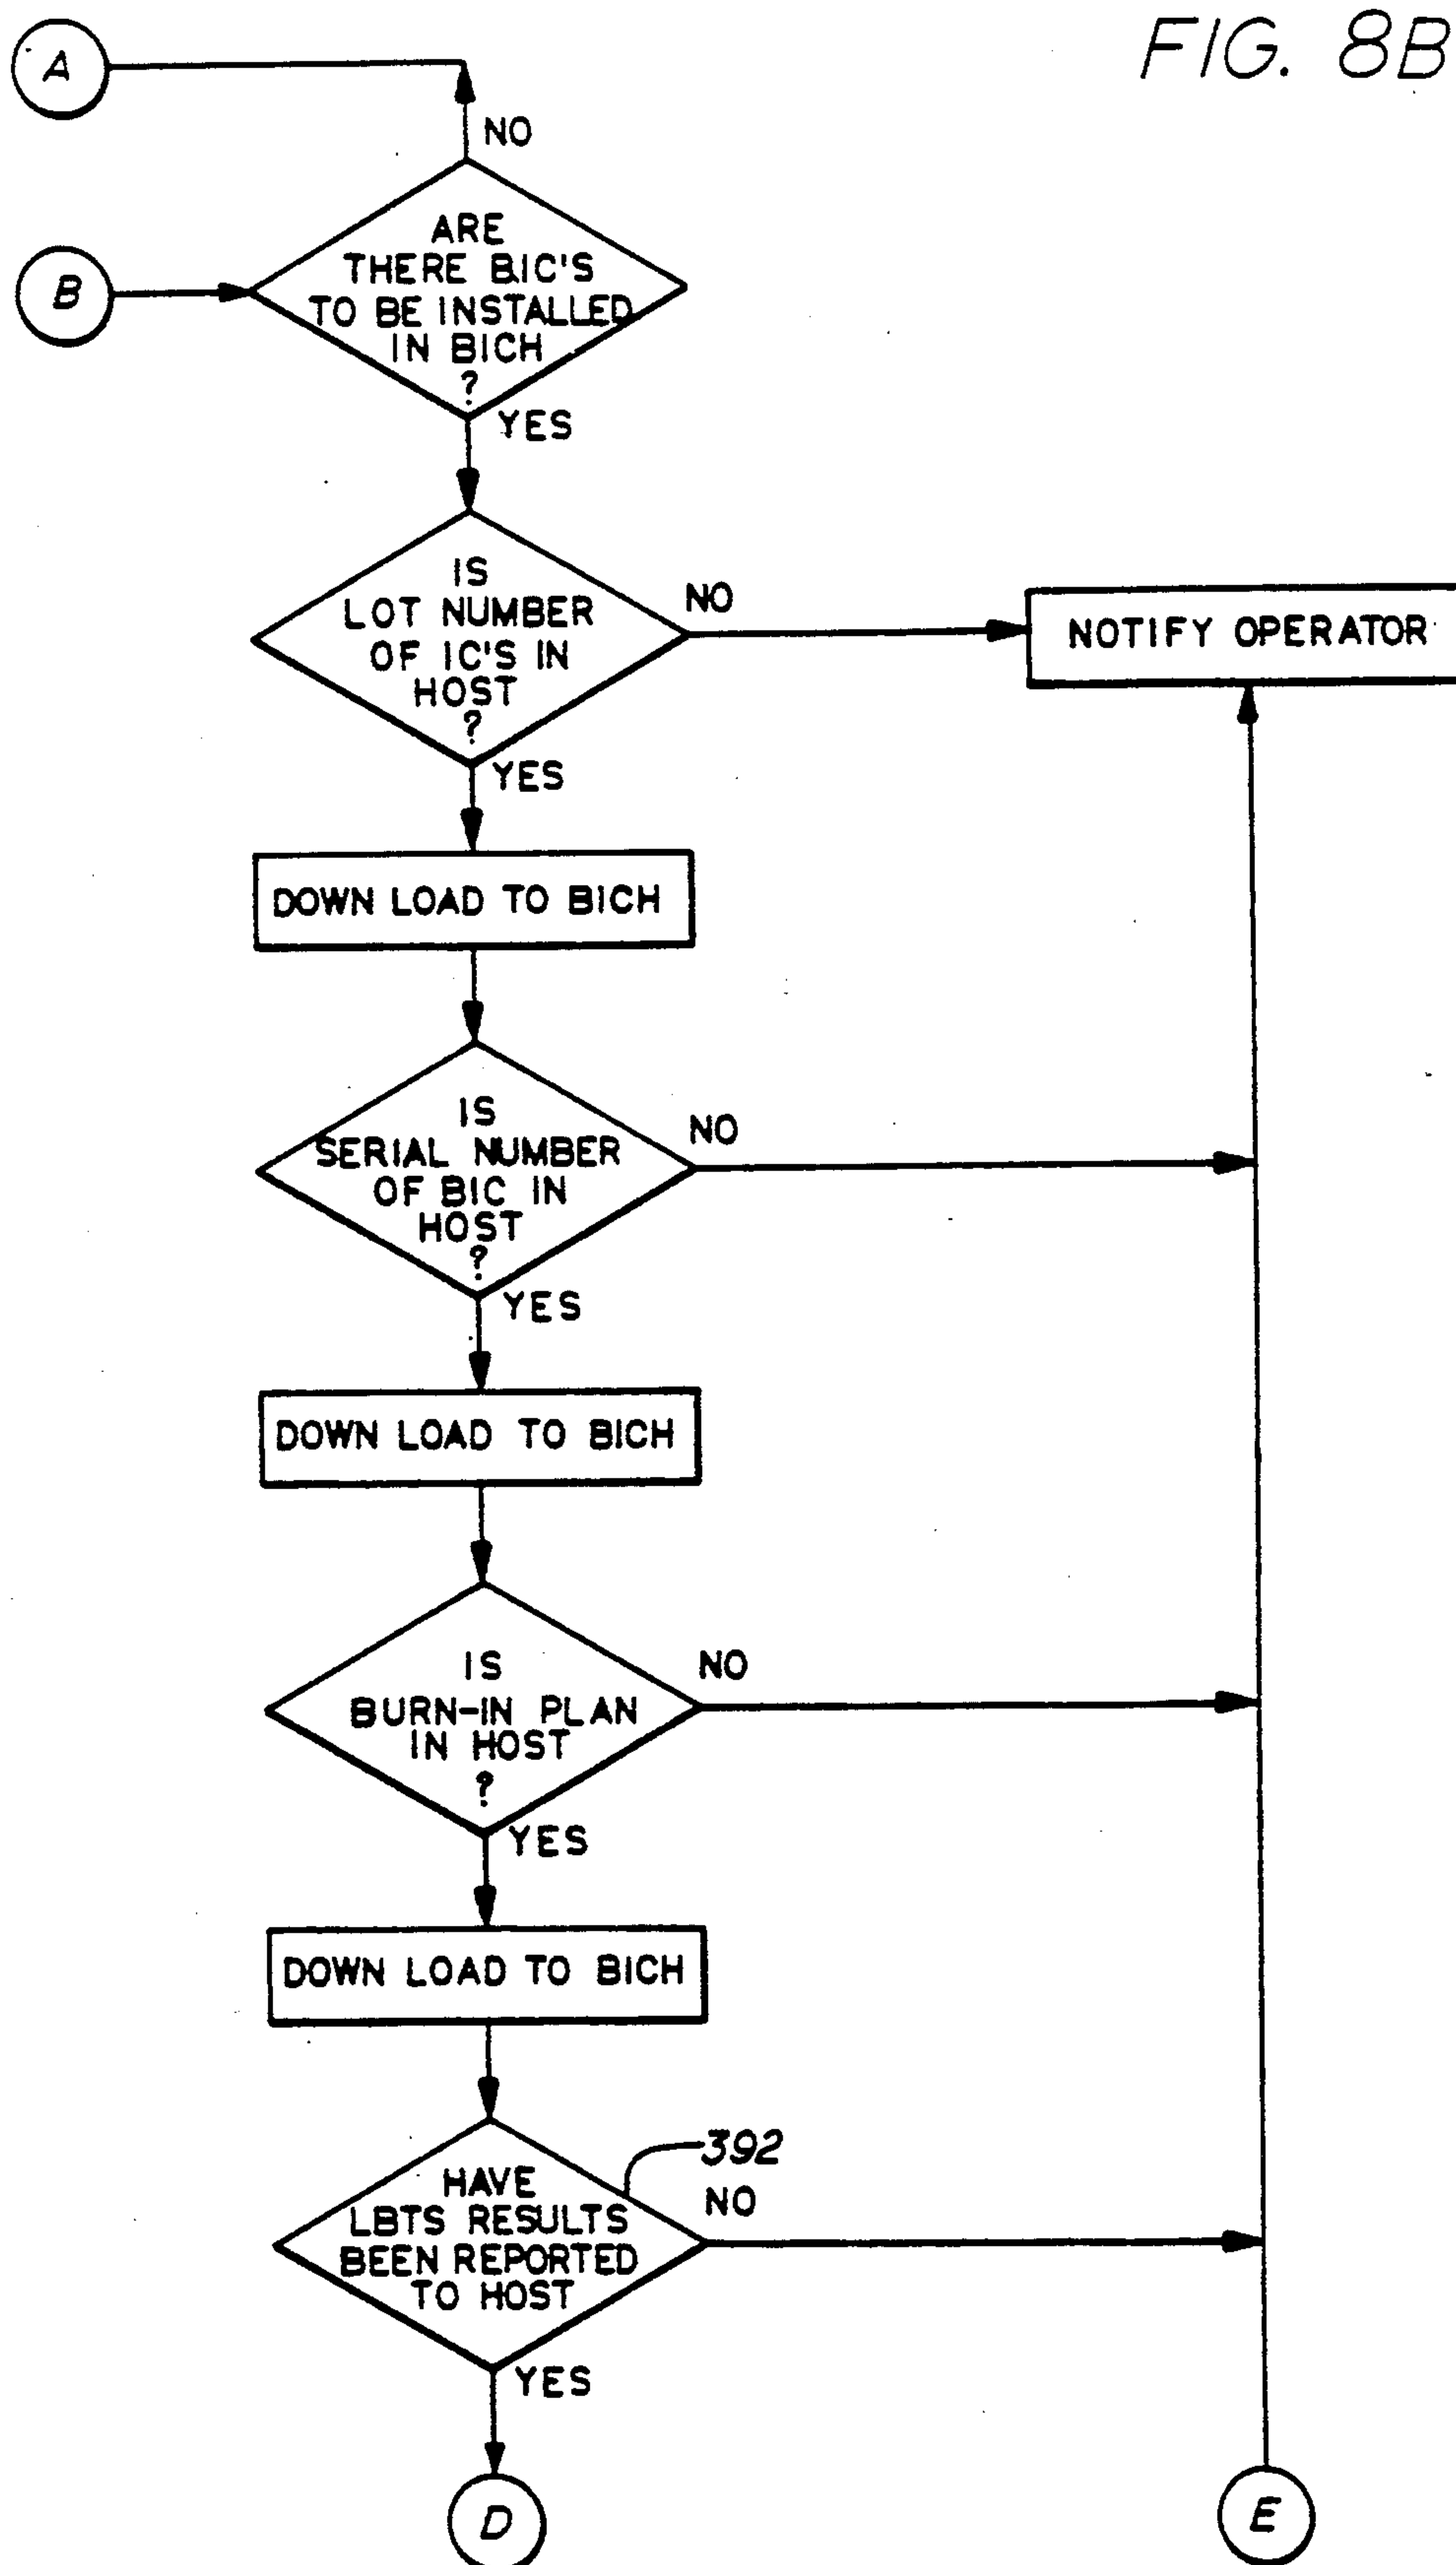 FIG. 8B
A
NO
ARE
THERE BIC'S
TO BE INSTALLED
IN BICH
?
B
YES
IS
LOT NUMBER
OF IC'S IN
HOST
?
NO
NOTIFY OPERATOR
YES
DOWN LOAD TO BICH
IS
SERIAL NUMBER
OF BIC IN
HOST
?
NO
YES
DOWN LOAD TO BICH
IS
BURN-IN PLAN
IN HOST
?
NO
YES
DOWN LOAD TO BICH
392
HAVE
LBTS RESULTS
BEEN REPORTED
TO HOST
NO
YES
D
E